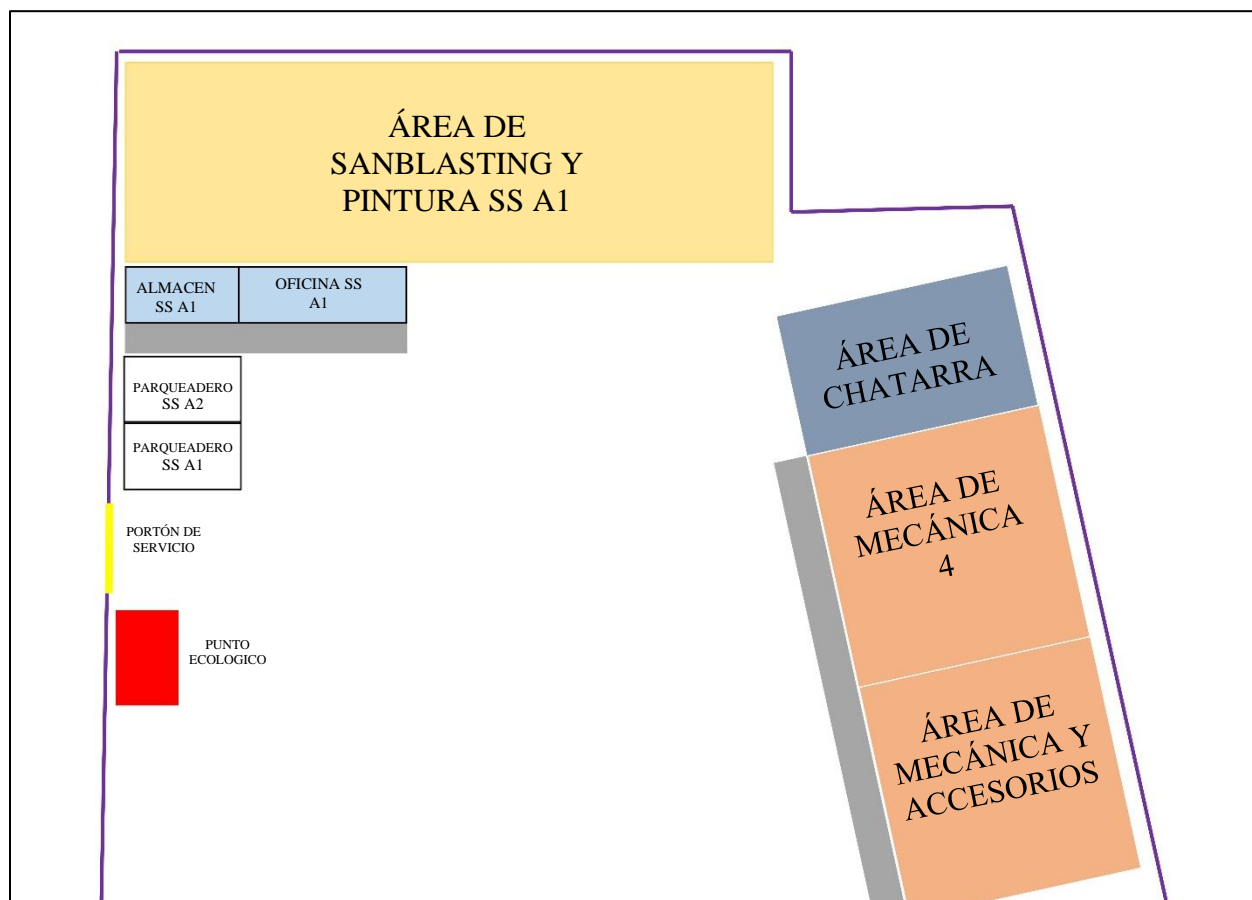 ÁREA DE
SANBLASTING Y
PINTURA SS A1
ALMACEN
SS A1
OFICINA SS
A1
PARQUEADERO
SS A2
PARQUEADERO
SS A1
PORTÓN DE
SERVICIO
PUNTO
ECOLOGICO
ÁREA DE
CHATARRA
ÁREA DE
MECÁNICA
4
ÁREA DE
MECÁNICA Y
ACCESORIOS